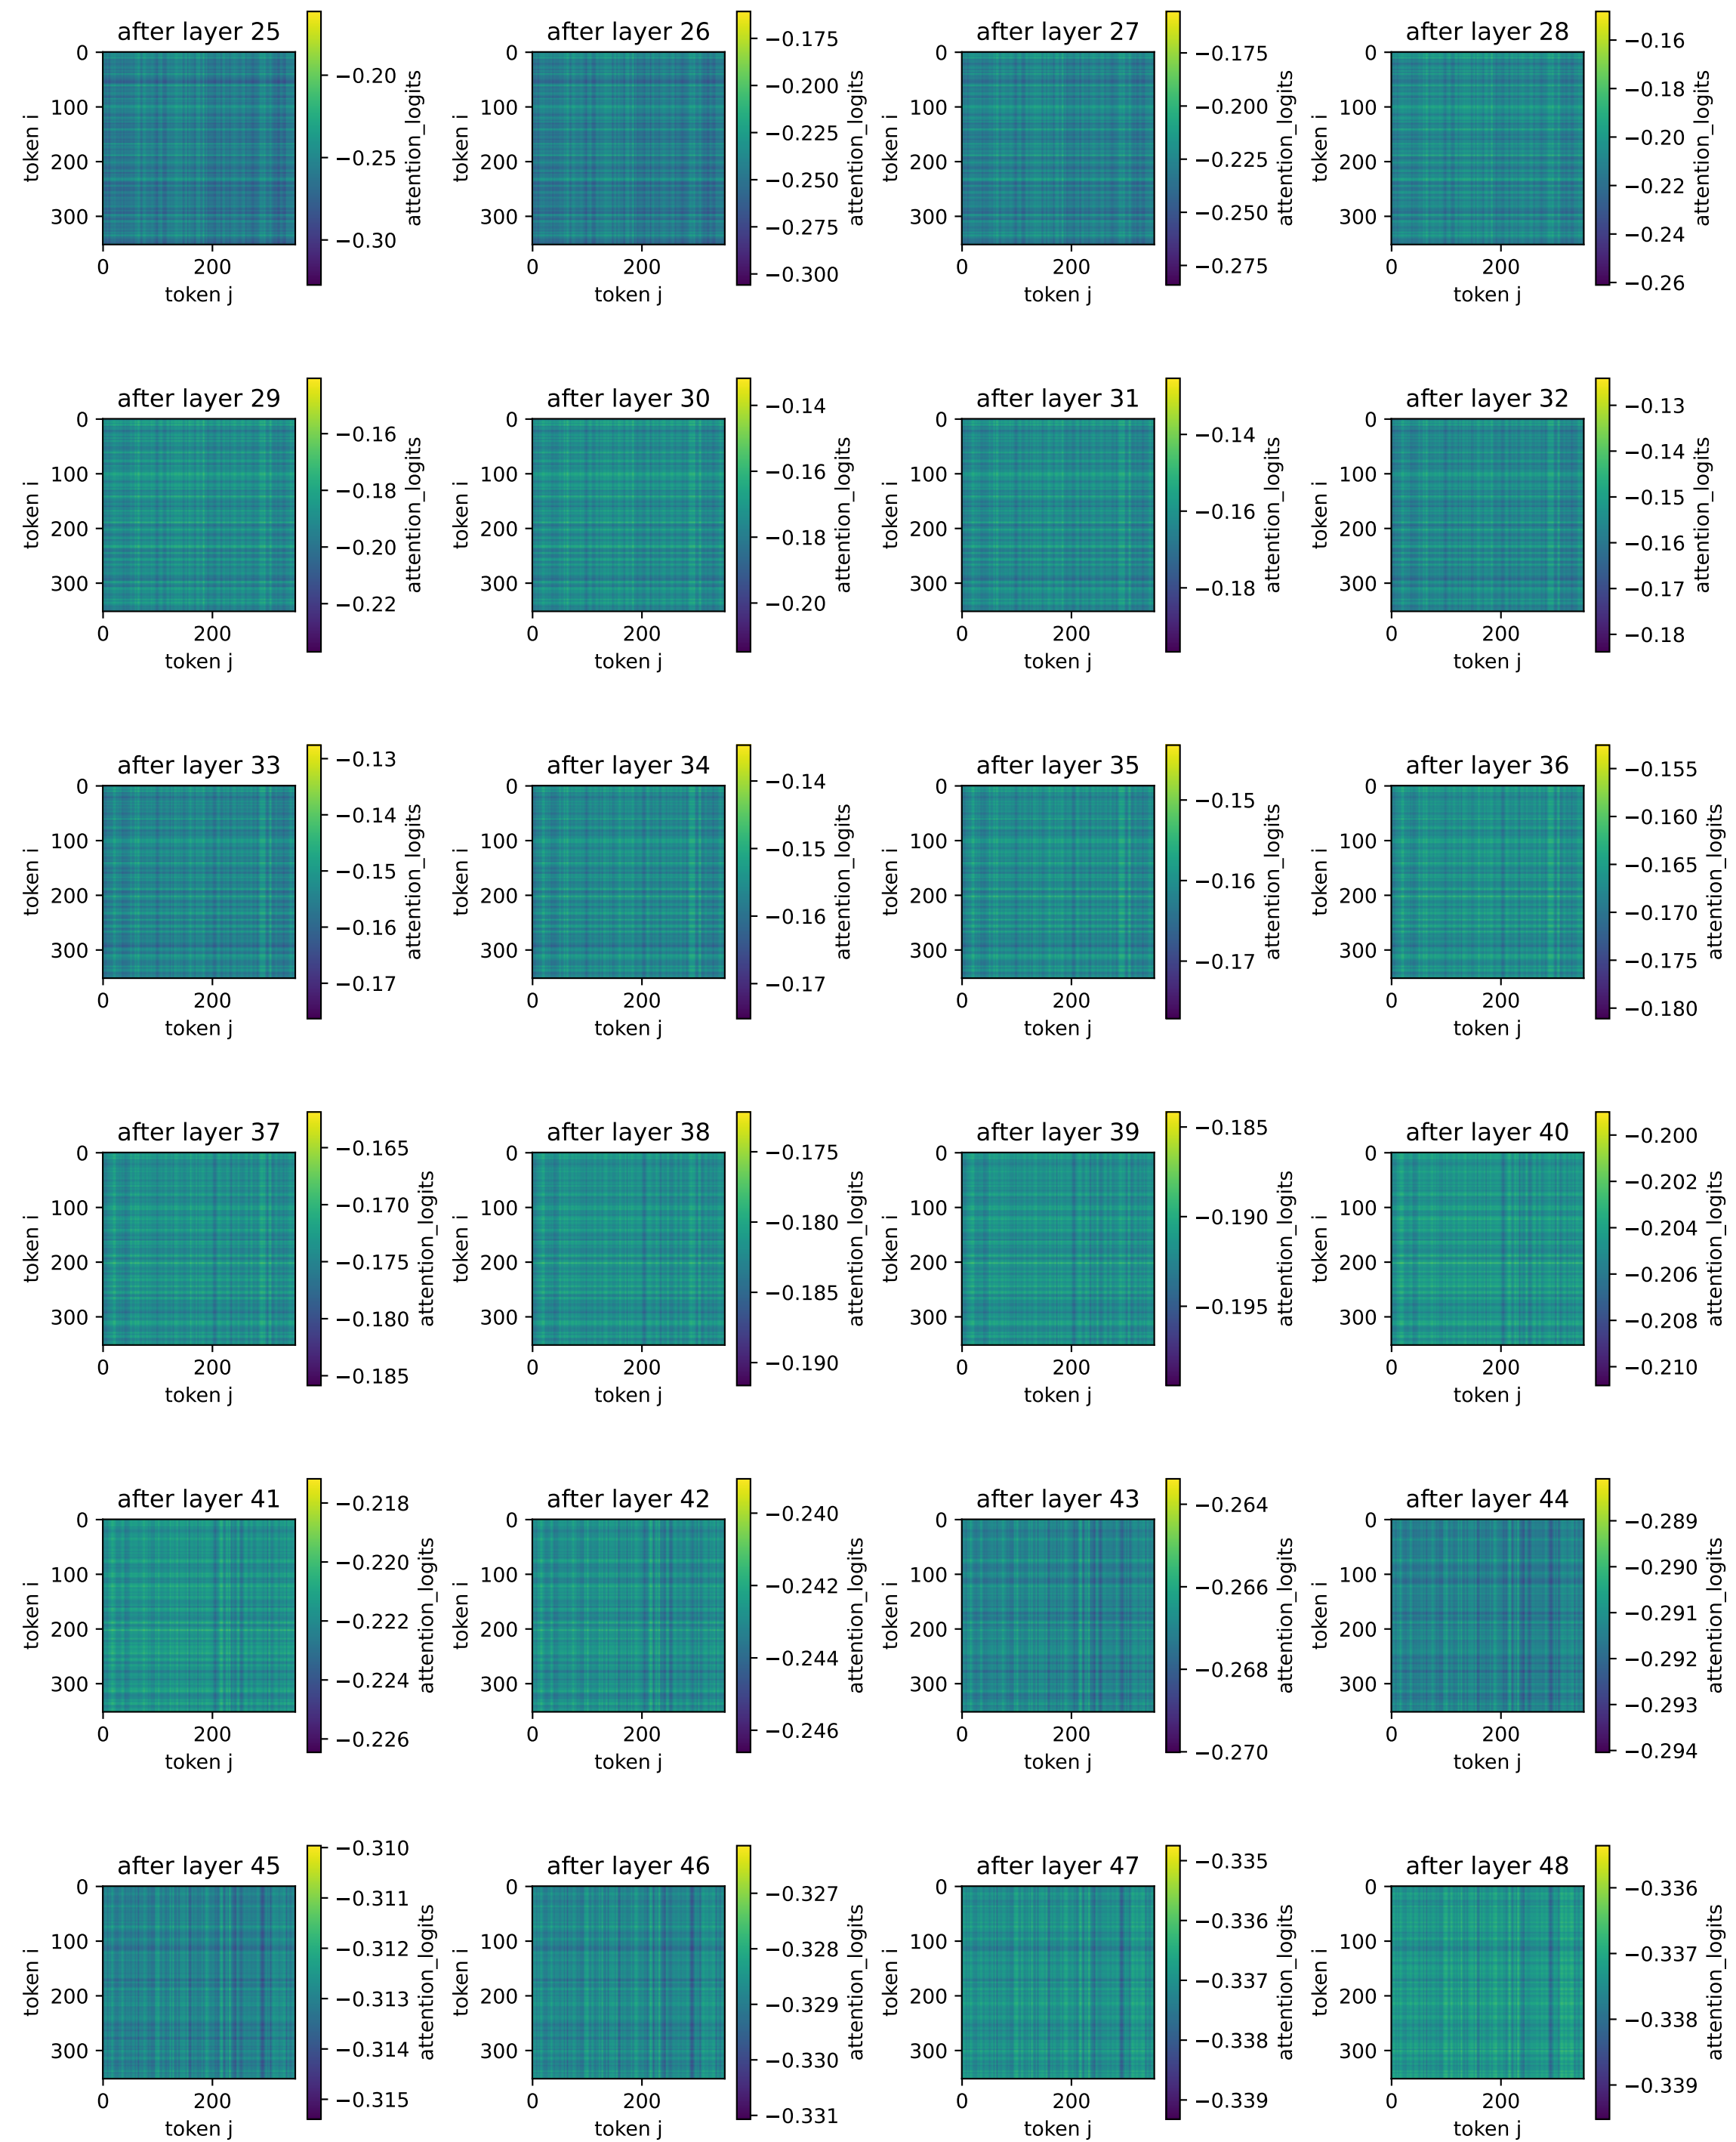 after layer 25
0
100
200
300
token i
0
200
token j
−0.20
−0.25
−0.30
attention_logits
after layer 26
0
200
token j
−0.175
−0.200
−0.225
−0.250
−0.275
−0.300
token i
attention_logits
after layer 27
0
100
200
300
token i
0
200
token j
−0.175
−0.200
−0.225
−0.250
−0.275
attention_logits
after layer 28
0
100
200
300
token i
0
200
token j
−0.16
−0.18
−0.20
−0.22
−0.24
−0.26
attention_logits
after layer 29
0
100
200
300
token i
0
200
token j
−0.16
−0.18
−0.20
−0.22
attention_logits
after layer 30
0
100
200
300
token i
0
200
token j
−0.14
−0.16
−0.18
−0.20
attention_logits
after layer 31
0
100
200
300
token i
0
200
token j
−0.14
−0.16
−0.18
attention_logits
after layer 32
0
100
200
300
token i
0
200
token j
−0.13
−0.14
−0.15
−0.16
−0.17
−0.18
attention_logits
after layer 33
0
100
200
300
token i
0
200
token j
−0.13
−0.14
−0.15
−0.16
−0.17
attention_logits
after layer 34
0
100
200
300
token i
0
200
token j
−0.14
−0.15
−0.16
−0.17
attention_logits
after layer 35
0
100
200
300
token i
0
200
token j
−0.15
−0.16
−0.17
attention_logits
after layer 36
0
100
200
300
token i
0
200
token j
−0.155
−0.160
−0.165
−0.170
−0.175
−0.180
attention_logits
after layer 37
0
100
200
300
token i
0
200
token j
−0.165
−0.170
−0.175
−0.180
−0.185
attention_logits
after layer 38
0
100
200
300
token i
0
200
token j
−0.175
−0.180
−0.185
−0.190
attention_logits
after layer 39
0
100
200
300
token i
0
200
token j
−0.185
−0.190
−0.195
attention_logits
after layer 40
0
100
200
300
token i
0
200
token j
−0.200
−0.202
−0.204
−0.206
−0.208
−0.210
attention_logits
after layer 41
0
100
200
300
token i
0
200
token j
−0.218
−0.220
−0.222
−0.224
−0.226
attention_logits
after layer 42
0
100
200
300
token i
0
200
token j
−0.240
−0.242
−0.244
−0.246
attention_logits
after layer 43
0
100
200
300
token i
0
200
token j
−0.264
−0.266
−0.268
−0.270
attention_logits
after layer 44
0
100
200
300
token i
0
200
token j
−0.289
−0.290
−0.291
−0.292
−0.293
−0.294
attention_logits
after layer 45
0
100
200
300
token i
0
200
token j
−0.310
−0.311
−0.312
−0.313
−0.314
−0.315
attention_logits
after layer 46
0
100
200
300
token i
0
200
token j
−0.327
−0.328
−0.329
−0.330
−0.331
attention_logits
after layer 47
0
100
200
300
token i
0
200
token j
−0.335
−0.336
−0.337
−0.338
−0.339
attention_logits
after layer 48
0
100
200
300
token i
0
200
token j
−0.336
−0.337
−0.338
−0.339
attention_logits